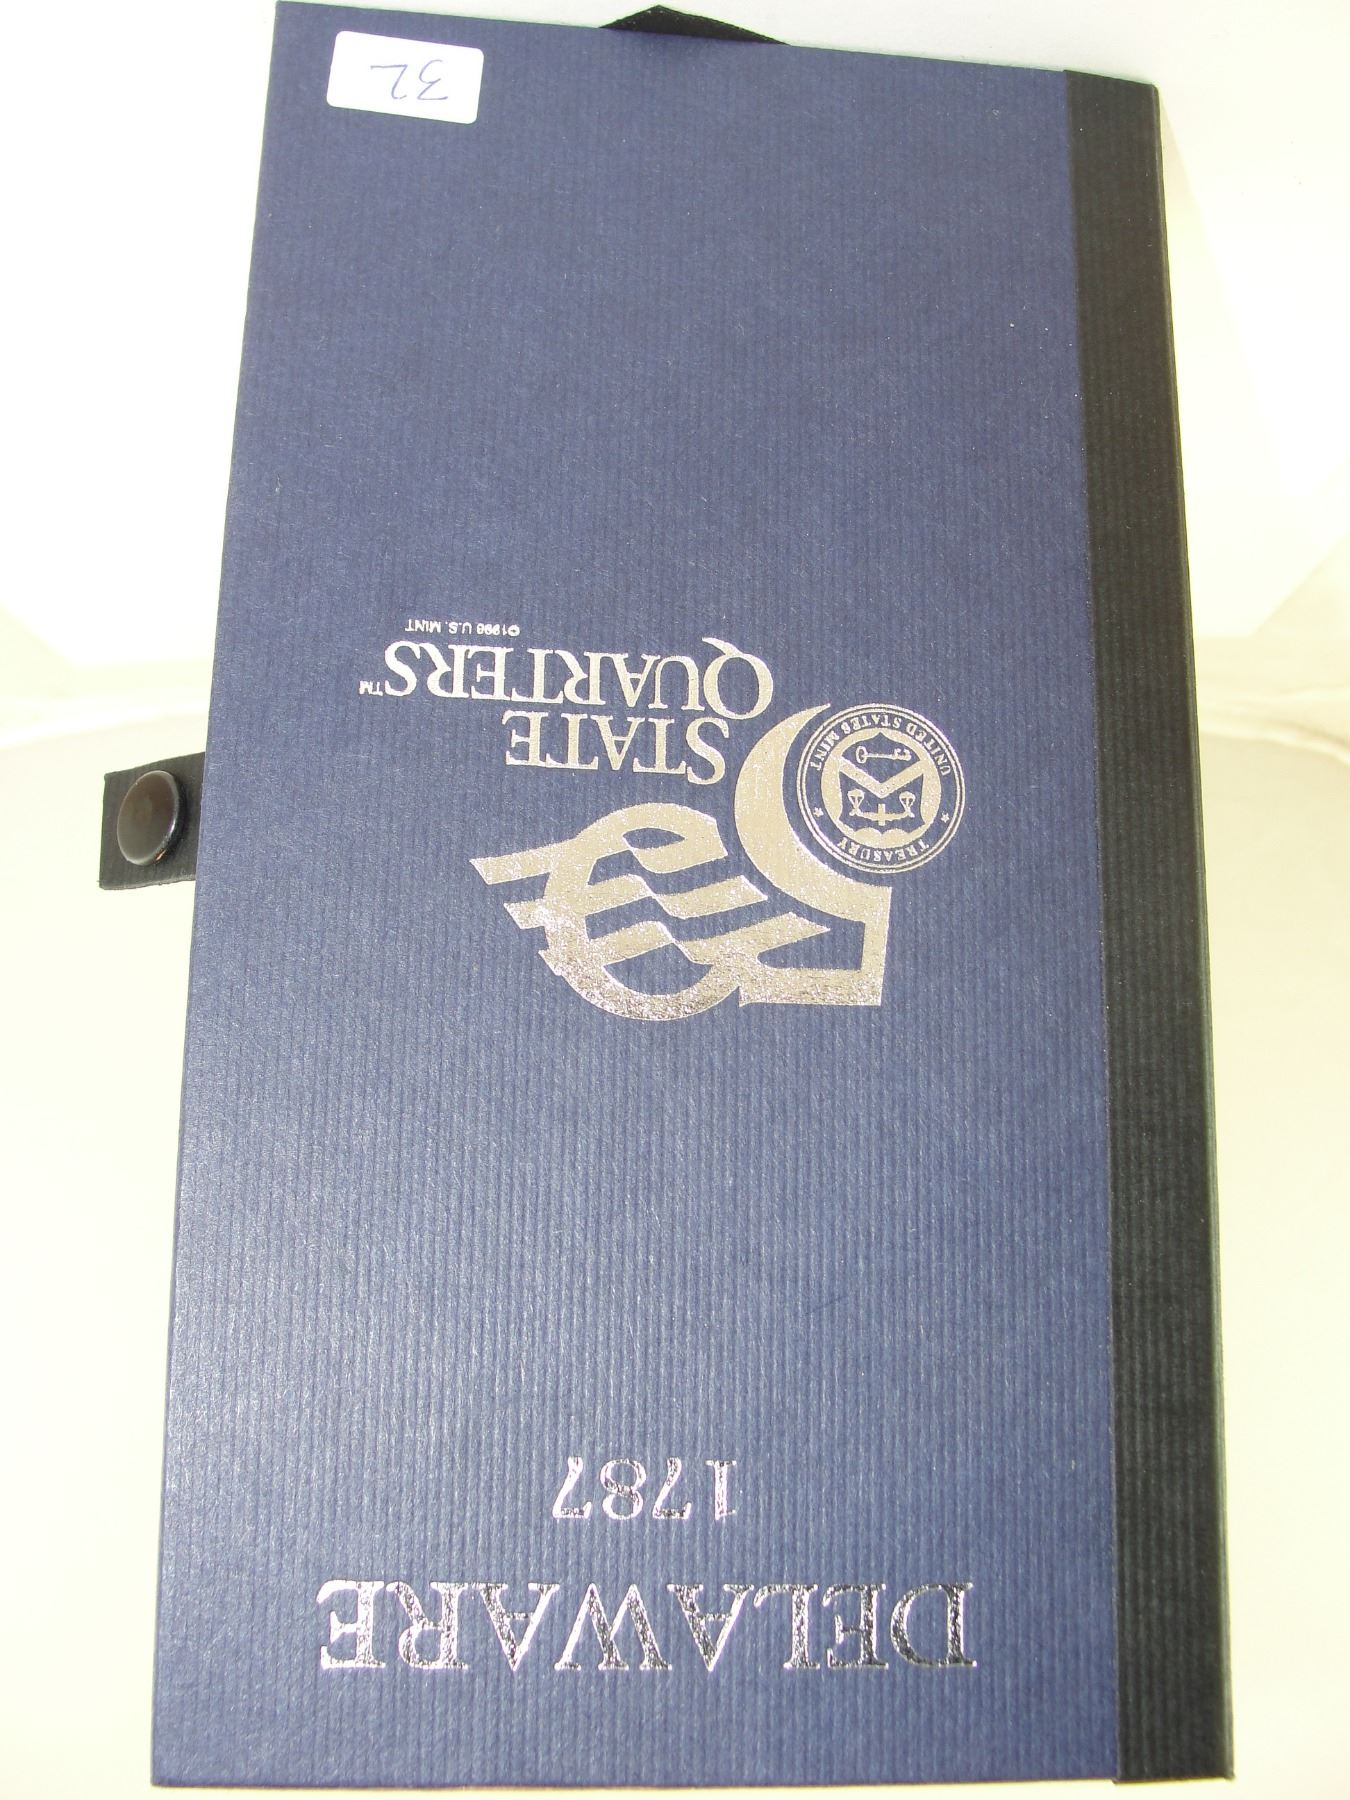 DELAWARE
1787
UNITED STATES MINT
TREASURY
STATE
QUARTERS™
©1998 U.S. MINT
32